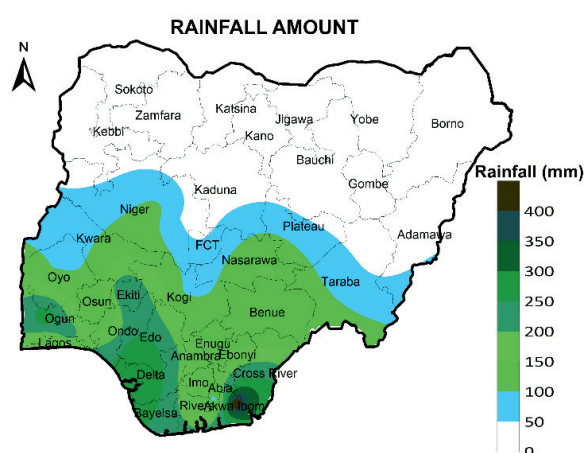 RAINFALL AMOUNT
N
Sokoto
Zamfara
Kebbi
Katsina
Kano
Jigawa
Yobe
Borno
Bauchi
Gombe
Kaduna
Adamawa
Niger
Kwara
FCT
Plateau
Nasarawa
Taraba
Oyo
Osun
Ekiti
Kogi
Benue
Ogun
Ondo
Edo
Lagos
Enugu
Anambra
Ebonyi
Delta
Imo
Abia
Cross River
Bayelsa
Rivers
Akwa Ibom
Rainfall (mm)
400
350
300
250
200
150
100
50
0